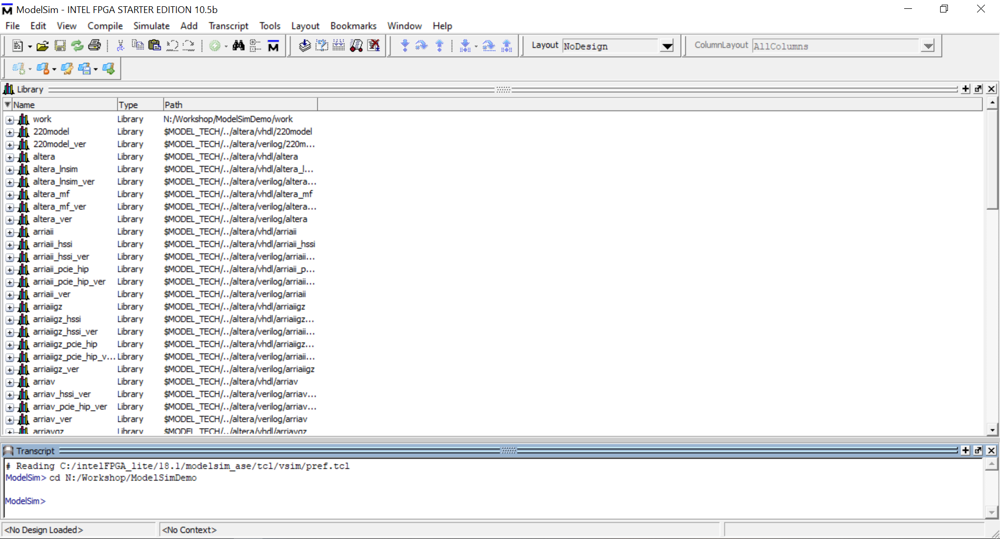 ModelSim - INTEL FPGA STARTER EDITION 10.5b
File Edit View Compile Simulate Add Transcript Tools Layout Bookmarks Window Help
Layout NoDesign ColumnLayout AllColumns
Library
Name Type Path
work Library N:/Workshop/ModelSimDemo/work
220model Library $MODEL_TECH/../altera/vhdl/220model
220model_ver Library $MODEL_TECH/../altera/verilog/220m...
altera Library $MODEL_TECH/../altera/vhdl/altera
altera_lnsim Library $MODEL_TECH/../altera/vhdl/altera_l...
altera_lnsim_ver Library $MODEL_TECH/../altera/verilog/altera...
altera_mf Library $MODEL_TECH/../altera/vhdl/altera_mf
altera_mf_ver Library $MODEL_TECH/../altera/verilog/altera...
altera_ver Library $MODEL_TECH/../altera/verilog/altera
arriaii Library $MODEL_TECH/../altera/vhdl/arriaii
arriaii_hssi Library $MODEL_TECH/../altera/vhdl/arriaii_hssi
arriaii_hssi_ver Library $MODEL_TECH/../altera/verilog/arriaii...
arriaii_pcie_hip Library $MODEL_TECH/../altera/vhdl/arriaii_p...
arriaii_pcie_hip_ver Library $MODEL_TECH/../altera/verilog/arriaii...
arriaii_ver Library $MODEL_TECH/../altera/verilog/arriaii
arriaiigz Library $MODEL_TECH/../altera/vhdl/arriaiigz
arriaiigz_hssi Library $MODEL_TECH/../altera/vhdl/arriaiigz...
arriaiigz_hssi_ver Library $MODEL_TECH/../altera/verilog/arriaii...
arriaiigz_pcie_hip Library $MODEL_TECH/../altera/vhdl/arriaiigz...
arriaiigz_pcie_hip_v... Library $MODEL_TECH/../altera/verilog/arriaii...
arriaiigz_ver Library $MODEL_TECH/../altera/verilog/arriaiigz
arriav Library $MODEL_TECH/../altera/vhdl/arriav
arriav_hssi_ver Library $MODEL_TECH/../altera/verilog/arriav...
arriav_pcie_hip_ver Library $MODEL_TECH/../altera/verilog/arriav...
arriav_ver Library $MODEL_TECH/../altera/verilog/arriav
arriavgz Library $MODEL_TECH/../altera/vhdl/arriavgz
Transcript
# Reading C:/intelFPGA_lite/18.1/modelsim_ase/tcl/vsim/pref.tcl
ModelSim> cd N:/Workshop/ModelSimDemo
ModelSim>
<No Design Loaded> <No Context>